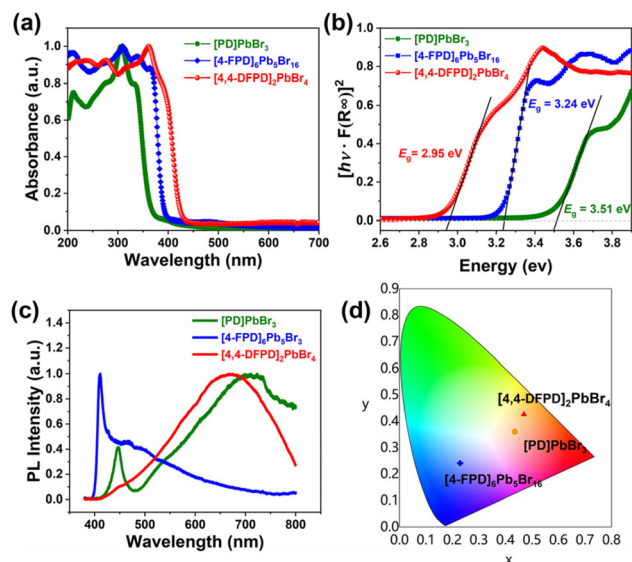 (a)
[PD]PbBr3
[4-FPD]6Pb5Br16
[4,4-DFPD]2PbBr4
Absorbance (a.u.)
1.0
0.8
0.6
0.4
0.2
0.0
200 300 400 500 600 700
Wavelength (nm)
(b)
[PD]PbBr3
[4-FPD]6Pb5Br16
[4,4-DFPD]2PbBr4
[hν · F(R∞)]2
1.0
0.8
0.6
0.4
0.2
0.0
Eg = 3.24 eV
Eg = 2.95 eV
Eg = 3.51 eV
2.6 3.0 3.4 3.8
Energy (ev)
(c)
[PD]PbBr3
[4-FPD]6Pb5Br3
[4,4-DFPD]2PbBr4
PL Intensity (a.u.)
1.4
1.2
1.0
0.8
0.6
0.4
0.2
0.0
400 500 600 700 800
Wavelength (nm)
(d)
0.9
0.8
0.7
0.6
0.5
0.4
0.3
0.2
0.1
0.0
y
[4,4-DFPD]2PbBr4
[PD]PbBr3
[4-FPD]6Pb5Br16
0.0 0.1 0.2 0.3 0.4 0.5 0.6 0.7 0.8
x